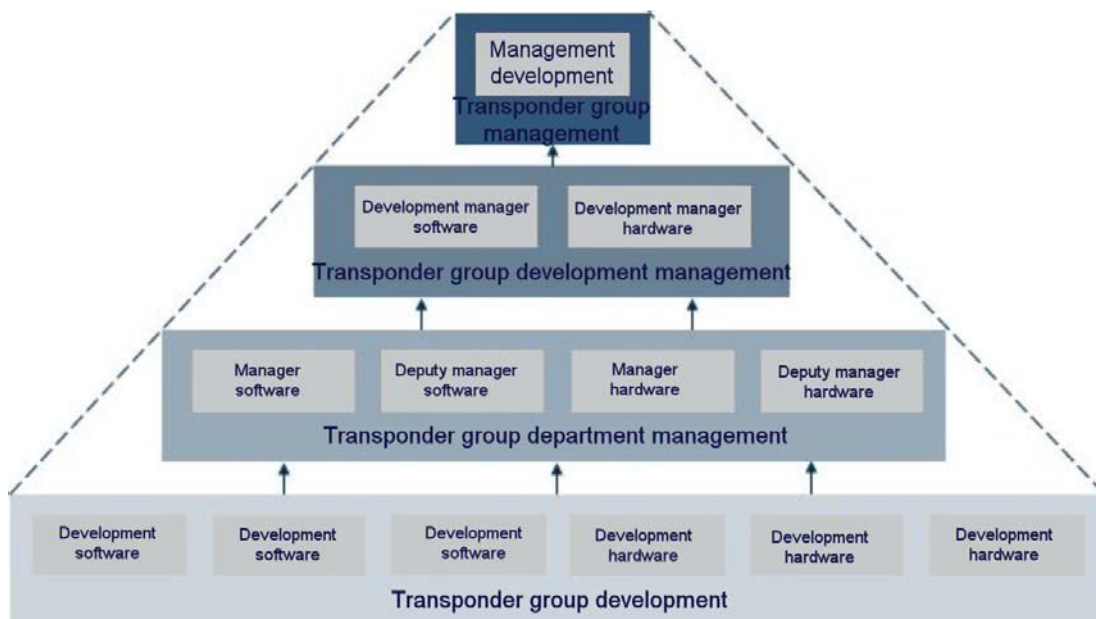 Management
development
Transponder group
management
Development manager
software
Development manager
hardware
Transponder group development management
Manager
software
Deputy manager
software
Manager
hardware
Deputy manager
hardware
Transponder group department management
Development
software
Development
software
Development
software
Development
hardware
Development
hardware
Development
hardware
Transponder group development